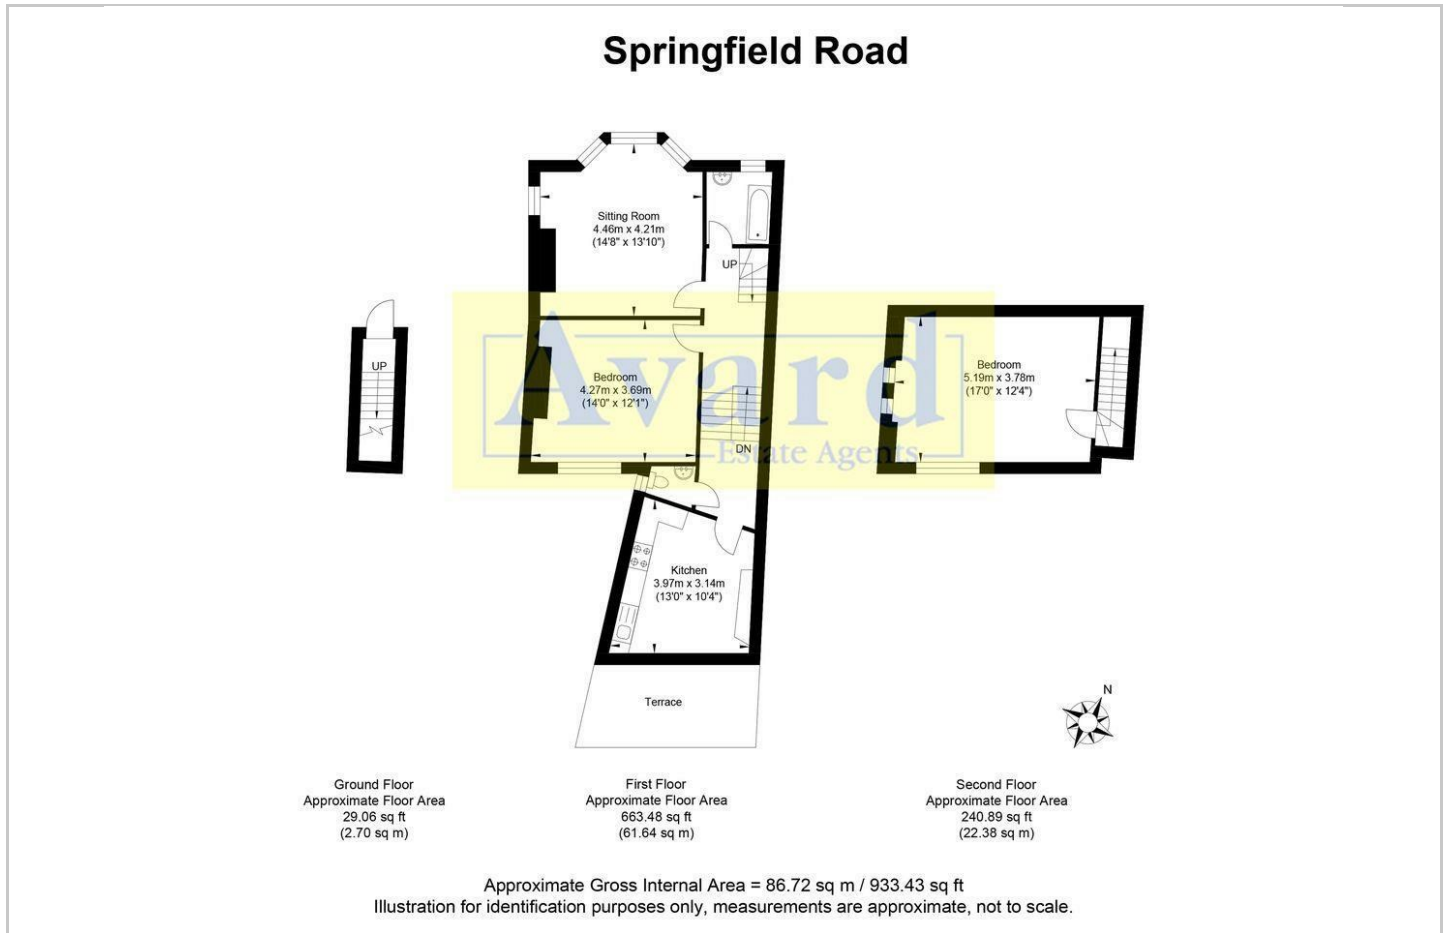 Springfield Road
Sitting Room
4.46m x 4.21m
(14'8" x 13'10")
UP
UP
Bedroom
4.27m x 3.69m
(14'0" x 12'1")
Bedroom
5.19m x 3.78m
(17'0" x 12'4")
Avard
DN
Estate Agents
Kitchen
3.97m x 3.14m
(13'0" x 10'4")
Terrace
N
Ground Floor
Approximate Floor Area
29.06 sq ft
(2.70 sq m)
First Floor
Approximate Floor Area
663.48 sq ft
(61.64 sq m)
Second Floor
Approximate Floor Area
240.89 sq ft
(22.38 sq m)
Approximate Gross Internal Area = 86.72 sq m / 933.43 sq ft
Illustration for identification purposes only, measurements are approximate, not to scale.